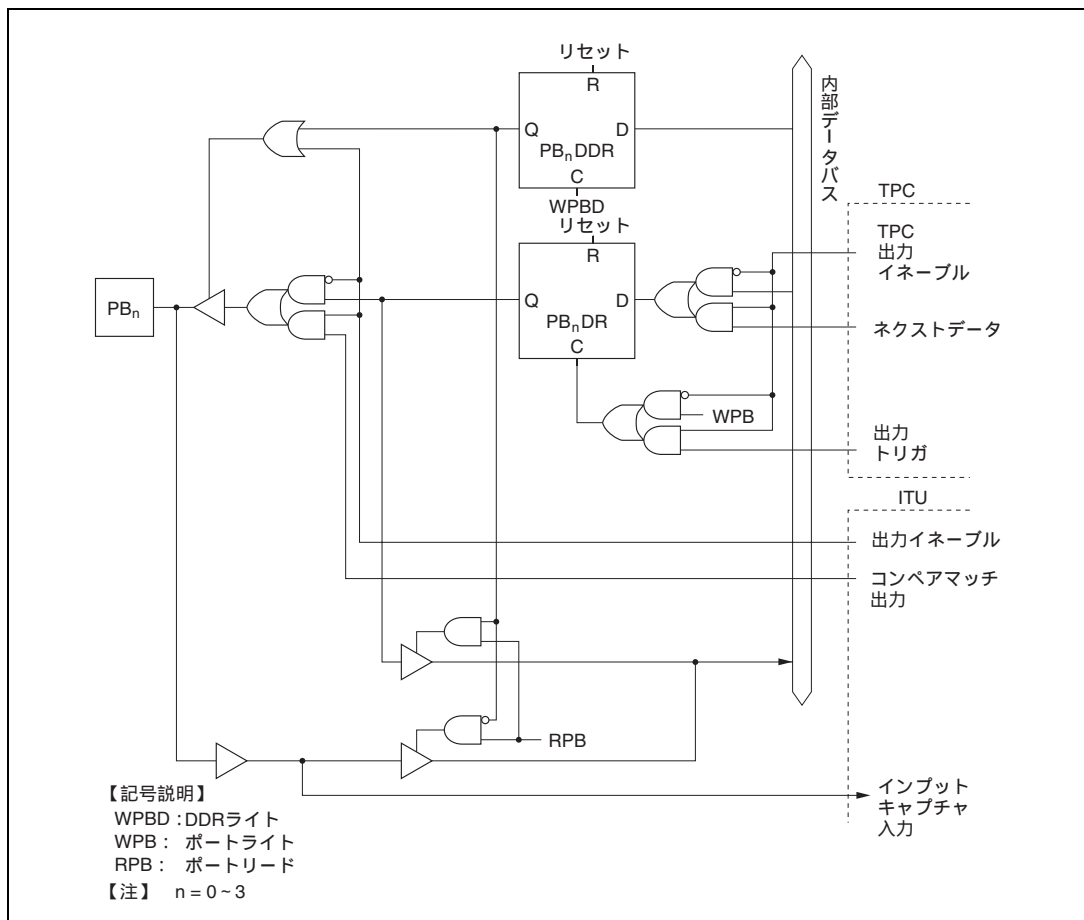 リセット
R
Q
D
PBnDDR
C
WPBD
リセット
R
Q
D
PBnDR
C
WPB
PBn
内部データバス
TPC
TPC
出力
イネーブル
ネクストデータ
出力
トリガ
ITU
出力イネーブル
コンペアマッチ
出力
RPB
インプット
キャプチャ
入力
【記号説明】
WPBD :DDRライト
WPB : ポートライト
RPB : ポートリード
【注】 n = 0 ~ 3